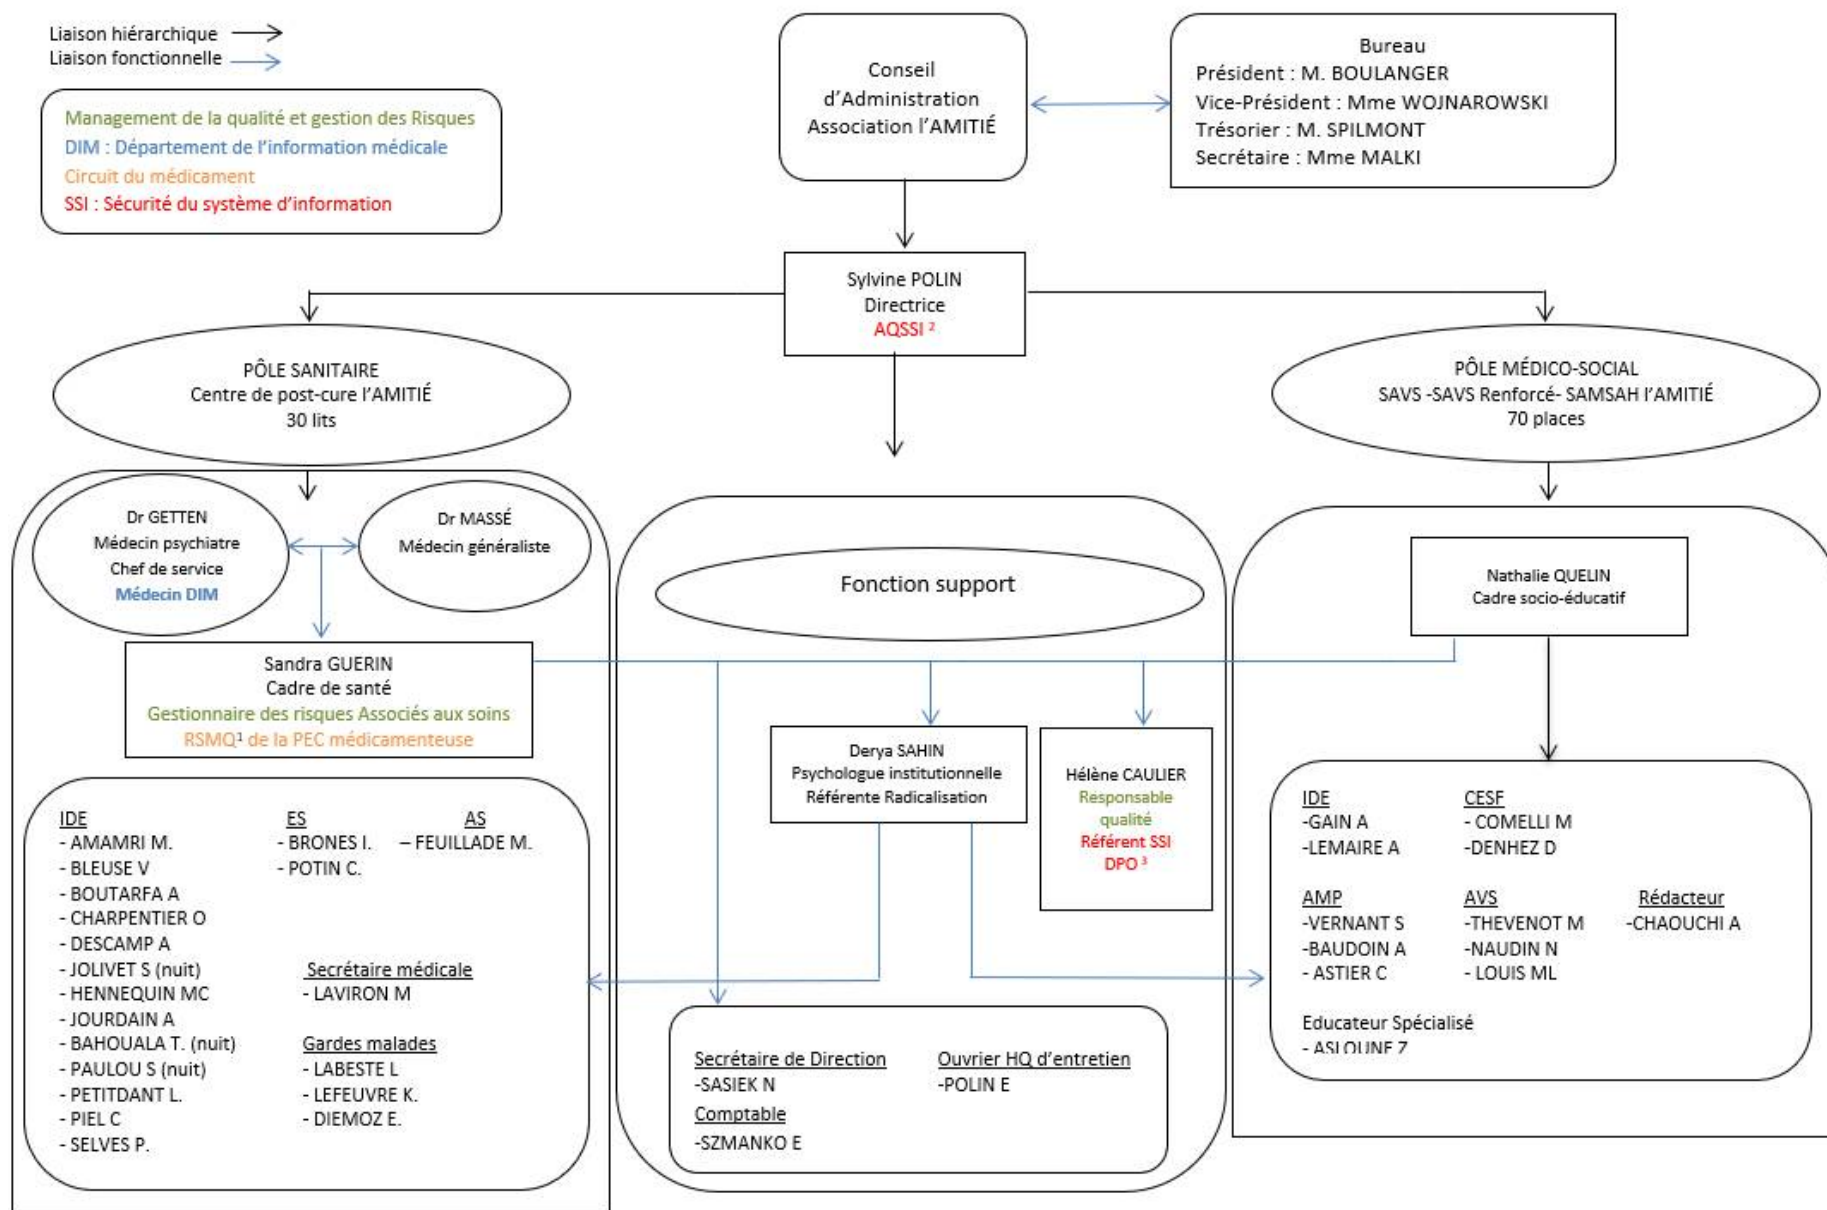 Liaison hiérarchique
Liaison fonctionnelle
Management de la qualité et gestion des Risques
DIM : Département de l'information médicale
Circuit du médicament
SSI : Sécurité du système d'information
Conseil
d'Administration
Association l'AMITIÉ
Bureau
Président : M. BOULANGER
Vice-Président : Mme WOJNAROWSKI
Trésorier : M. SPILMONT
Secrétaire : Mme MALKI
Sylvine POLIN
Directrice
AQSSI ²
PÔLE SANITAIRE
Centre de post-cure l'AMITIÉ
30 lits
PÔLE MÉDICO-SOCIAL
SAVS -SAVS Renforcé- SAMSAH l'AMITIÉ
70 places
Dr GETTEN
Médecin psychiatre
Chef de service
Médecin DIM
Dr MASSÉ
Médecin généraliste
Fonction support
Nathalie QUELIN
Cadre socio-éducatif
Sandra GUERIN
Cadre de santé
Gestionnaire des risques Associés aux soins
RSMQ¹ de la PEC médicamenteuse
Derya SAHIN
Psychologue institutionnelle
Référente Radicalisation
Hélène CAULIER
Responsable
qualité
Référent SSI
DPO ³
IDE
- AMAMRI M.
- BLEUSE V
- BOUTARFA A
- CHARPENTIER O
- DESCAMP A
- JOLIVET S (nuit)
- HENNEQUIN MC
- JOURDAIN A
- BAHOUALA T. (nuit)
- PAULOU S (nuit)
- PETITDANT L.
- PIEL C
- SELVES P.
ES
- BRONES I.
- POTIN C.
AS
– FEUILLADE M.
Secrétaire médicale
- LAVIRON M
Gardes malades
- LABESTE L
- LEFEUVRE K.
- DIEMOZ E.
Secrétaire de Direction
-SASIEK N
Comptable
-SZMANKO E
Ouvrier HQ d'entretien
-POLIN E
IDE
-GAIN A
-LEMAIRE A
CESF
- COMELLI M
-DENHEZ D
AMP
-VERNANT S
-BAUDOIN A
- ASTIER C
AVS
-THEVENOT M
-NAUDIN N
- LOUIS ML
Rédacteur
-CHAOUCHI A
Educateur Spécialisé
- ASLOUNE Z